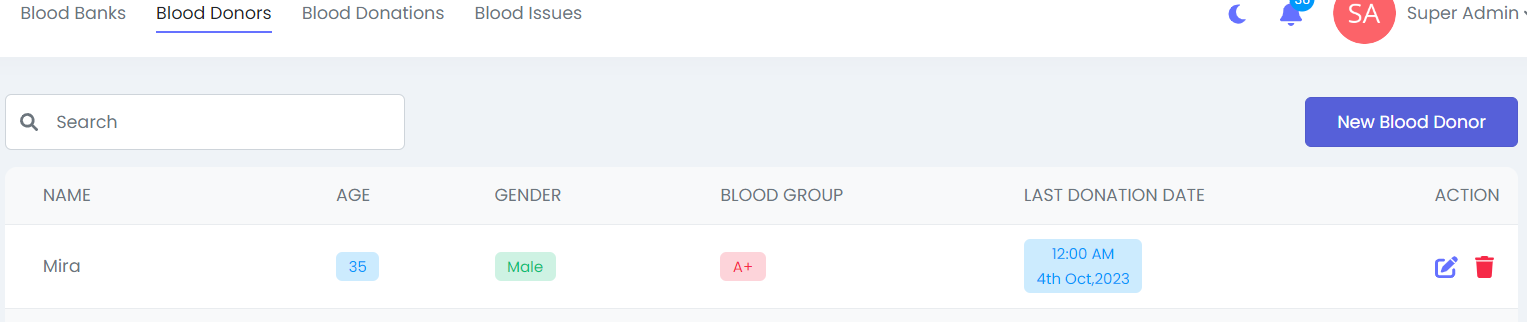 Blood Banks Blood Donors Blood Donations Blood Issues
SA Super Admin
Search
New Blood Donor
NAME AGE GENDER BLOOD GROUP LAST DONATION DATE ACTION
Mira 35 Male A+ 12:00 AM
4th Oct,2023